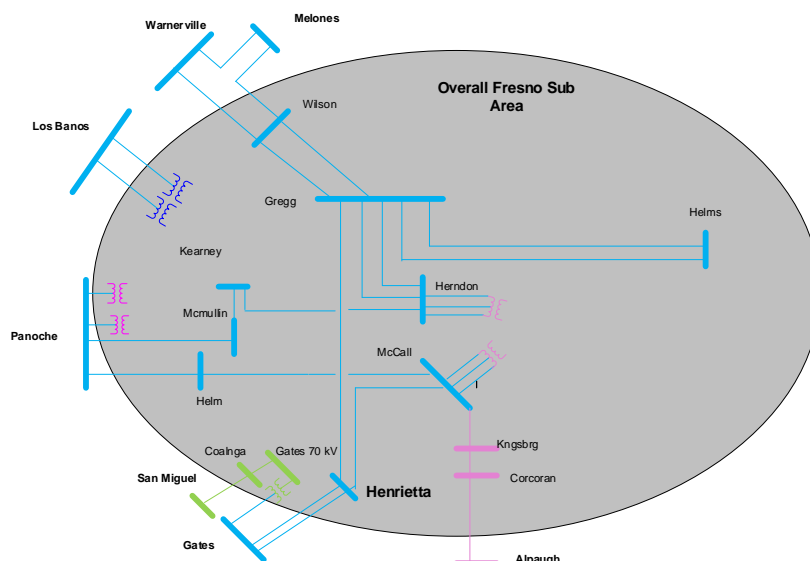 Melones
Warnerville
Overall Fresno Sub
Area
Wilson
Los Banos
Gregg
Helms
Kearney
Herndon
Mcmullin
Panoche
McCall
Helm
Kngsbrg
Coalnga
Gates 70 kV
San Miguel
Corcoran
Henrietta
Gates
Alpaugh